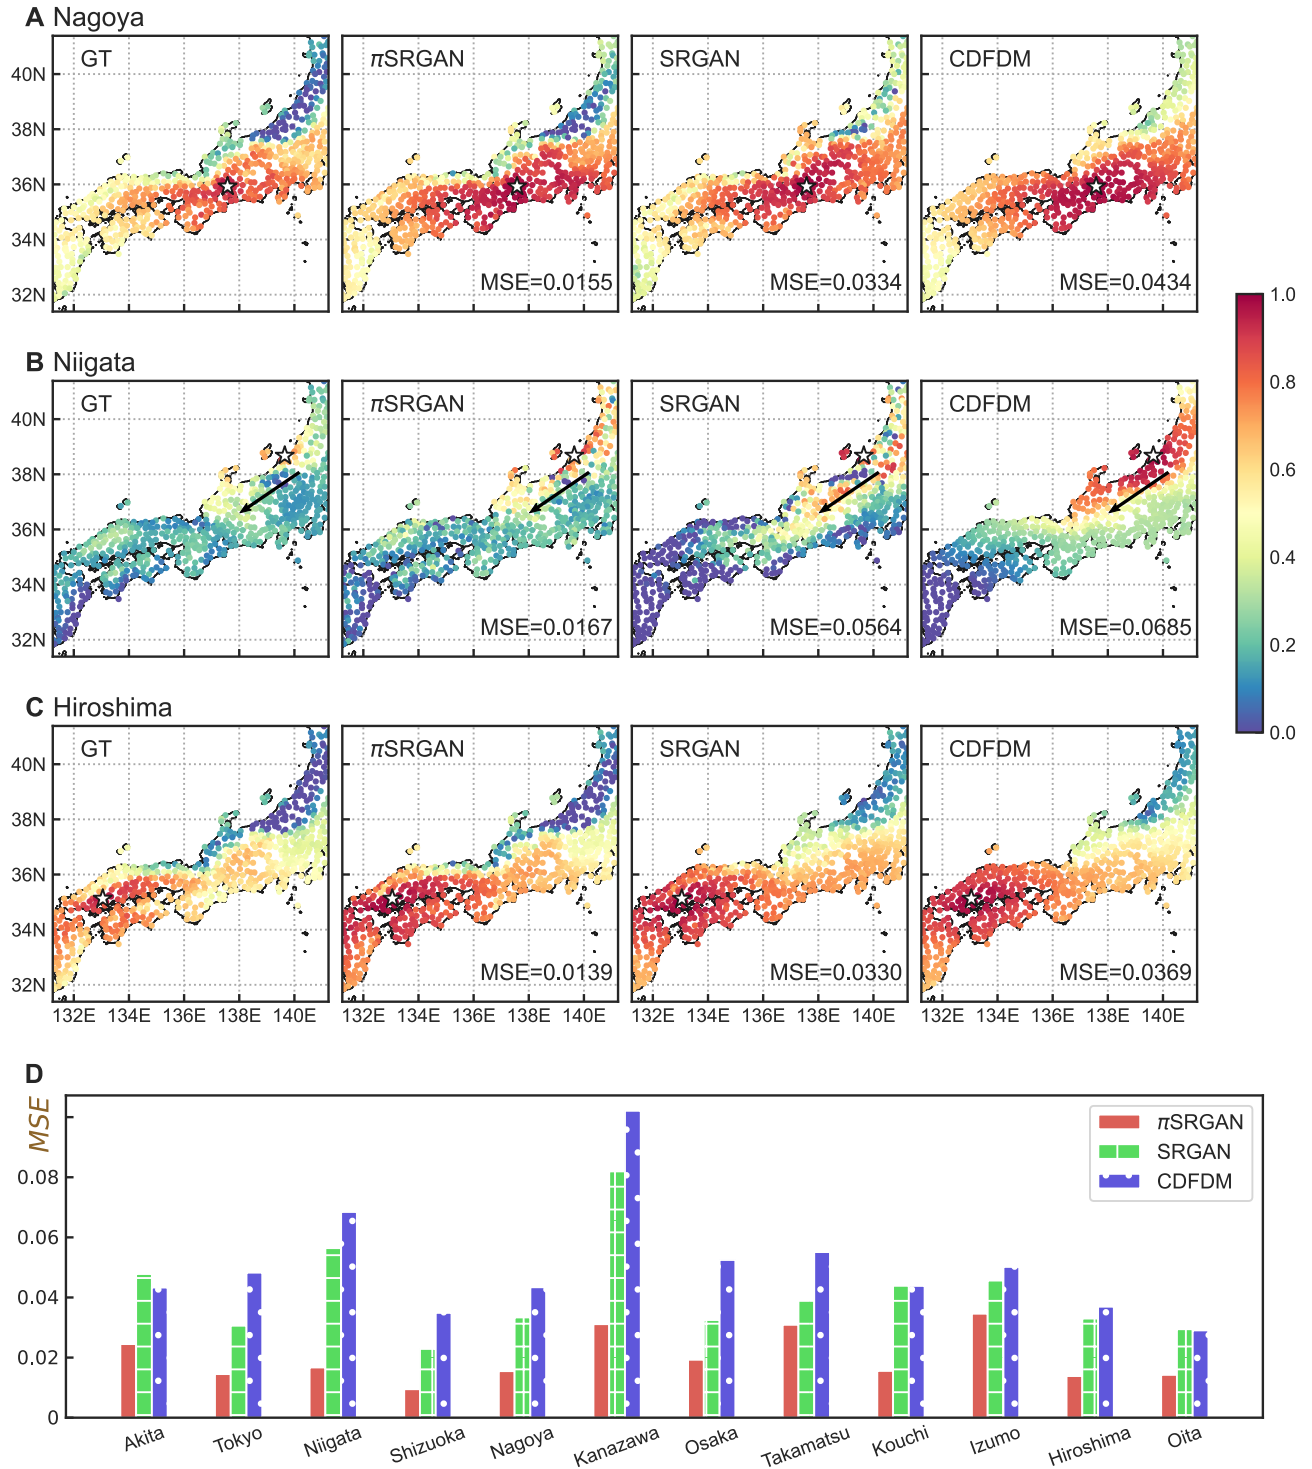 A Nagoya
GT
πSRGAN
SRGAN
CDFDM
40N
38N
36N
34N
32N
MSE=0.0155
MSE=0.0334
MSE=0.0434
B Niigata
GT
πSRGAN
SRGAN
CDFDM
40N
38N
36N
34N
32N
MSE=0.0167
MSE=0.0564
MSE=0.0685
1.0
0.8
0.6
0.4
0.2
0.0
C Hiroshima
GT
πSRGAN
SRGAN
CDFDM
40N
38N
36N
34N
32N
MSE=0.0139
MSE=0.0330
MSE=0.0369
132E 134E 136E 138E 140E
132E 134E 136E 138E 140E
132E 134E 136E 138E 140E
132E 134E 136E 138E 140E
D
MSE
0.08
0.06
0.04
0.02
0
πSRGAN
SRGAN
CDFDM
Akita
Tokyo
Niigata
Shizuoka
Nagoya
Kanazawa
Osaka
Takamatsu
Kouchi
Izumo
Hiroshima
Oita